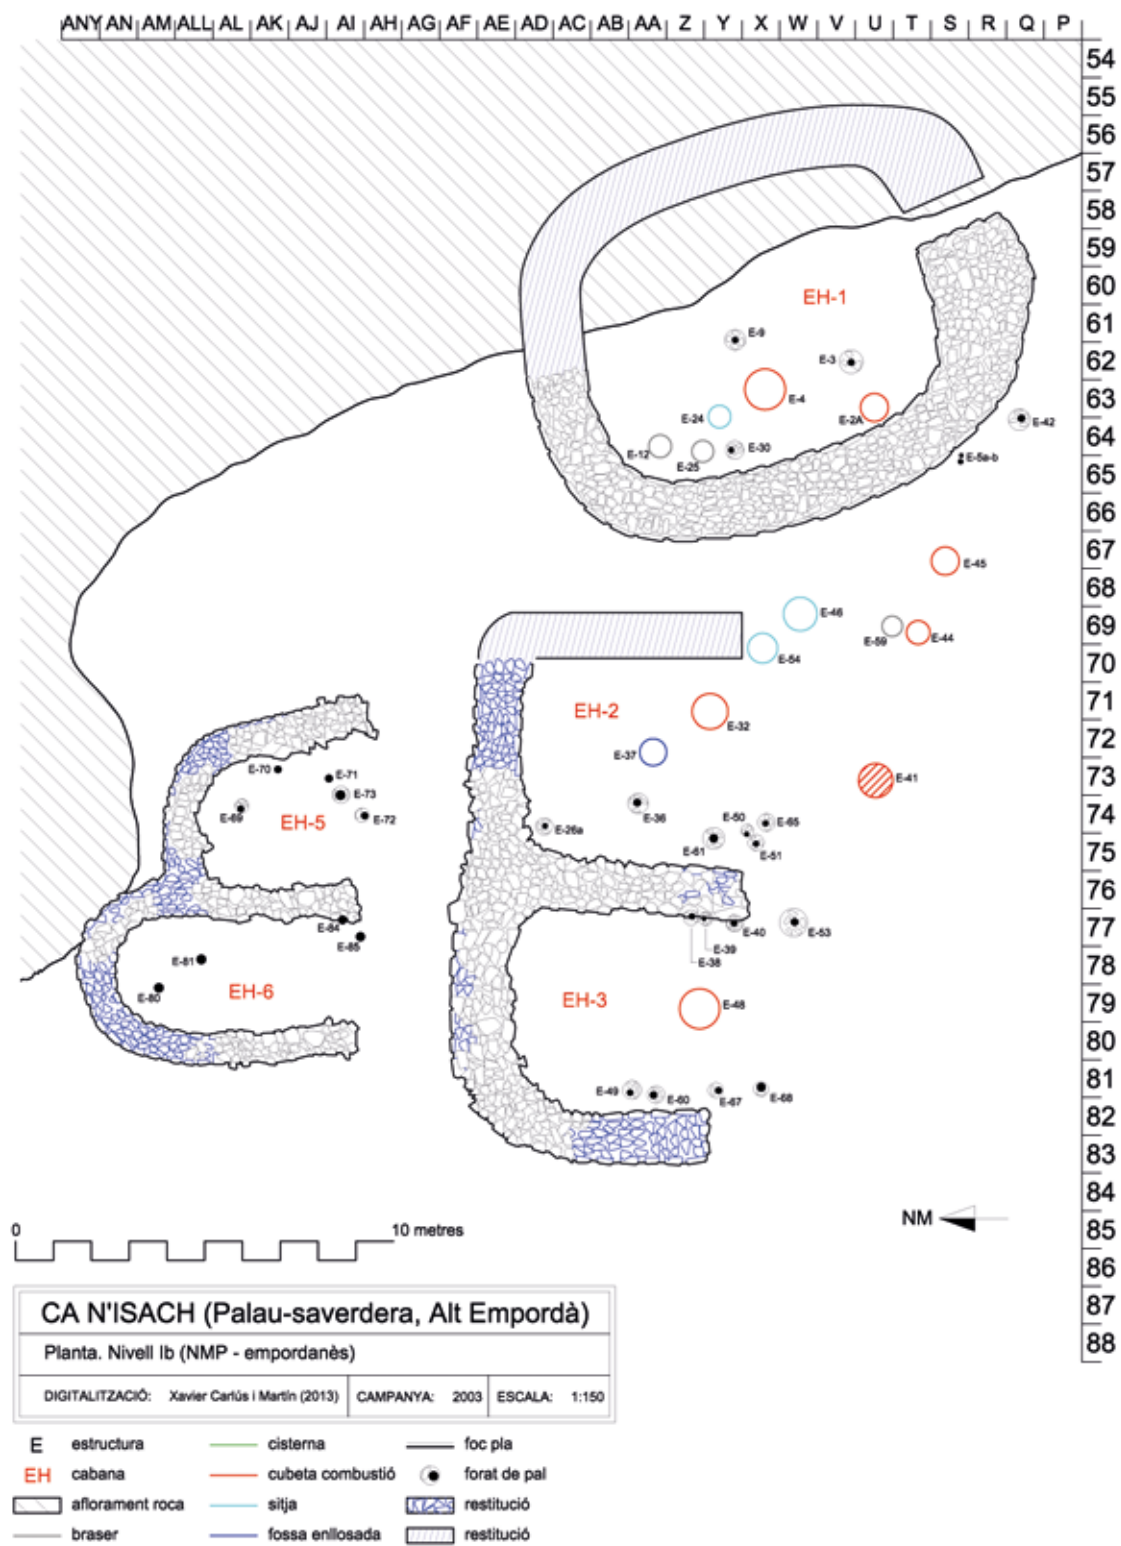 ANY AN AM ALL AL AK AJ AI AH AG AF AE AD AC AB AA Z Y X W V U T S R Q P
54
55
56
57
58
59
60
EH-1
61
E-9
E-3
62
63
E-4
E-24
E-2A
E-42
64
E-12
E-25
E-30
E-5a-b
65
66
67
E-45
68
E-46
69
E-59
E-44
E-54
70
71
EH-2
E-32
72
E-37
E-70
E-71
73
E-41
E-73
E-69
EH-5
E-72
74
E-36
E-26a
E-50
E-65
E-61
E-51
75
76
77
E-84
E-85
E-40
E-53
E-39
E-38
78
E-81
E-80
EH-6
EH-3
79
E-48
80
81
E-49
E-60
E-67
E-68
82
83
84
NM
0
10 metres
85
86
87
88
CA N'ISACH (Palau-saverdera, Alt Empordà)
Planta. Nivell Ib (NMP - empordanès)
DIGITALITZACIÓ: Xavier Carlús i Martín (2013) CAMPANYA: 2003 ESCALA: 1:150
E estructura cisterna foc pla
EH cabana cubeta combustió forat de pal
aflorament roca sitja restitució
braser fossa enllosada restitució